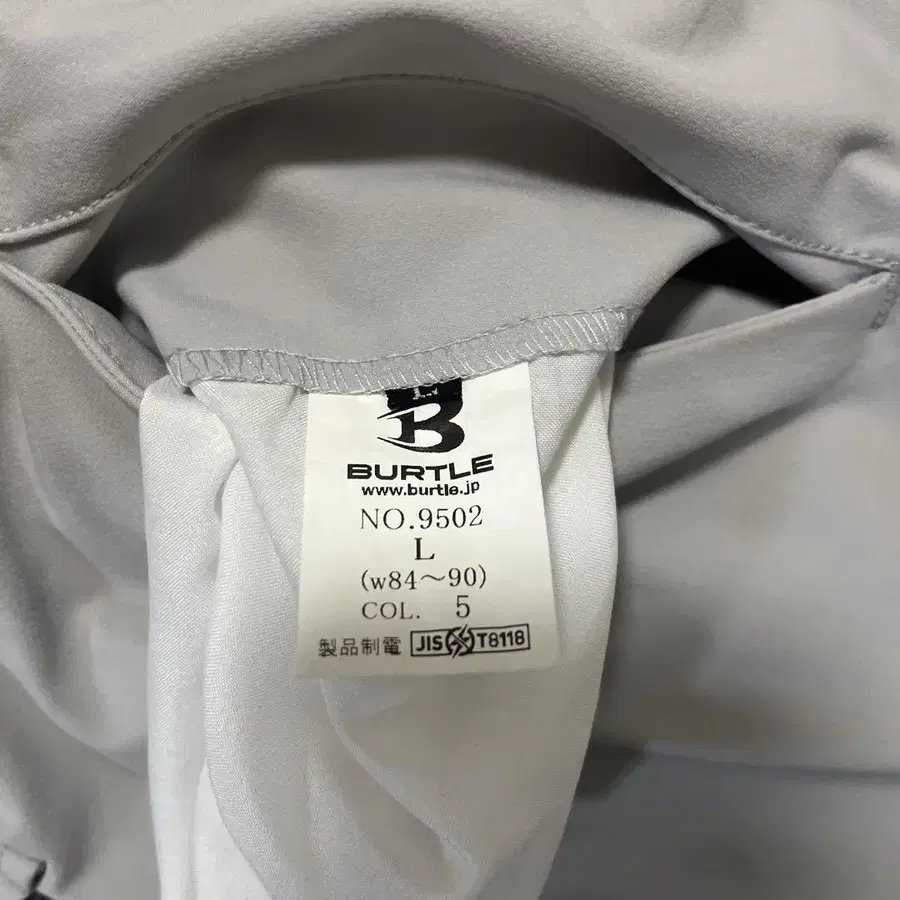 B
BURTLE
www.burtle.jp
NO.9502
L
(w84～90)
COL. 5
製品制電 JIS T8118